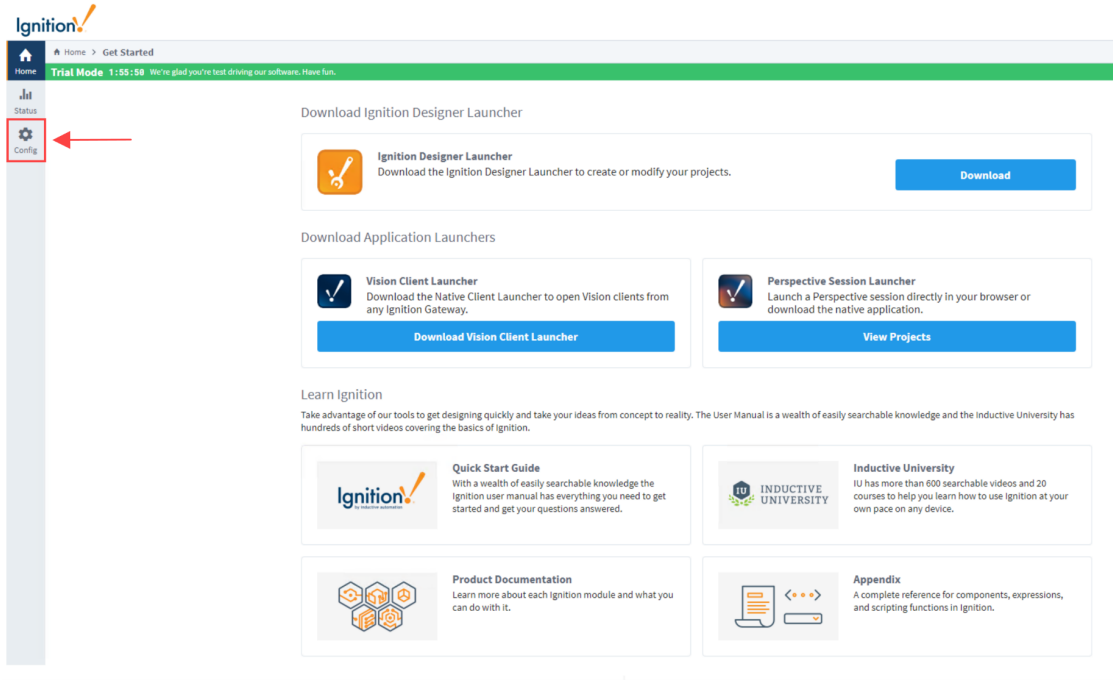 Ignition!
Home > Get Started
Home
Trial Mode 1:55:50 We're glad you're test driving our software. Have fun.
Status
Config
Download Ignition Designer Launcher
Ignition Designer Launcher
Download the Ignition Designer Launcher to create or modify your projects.
Download
Download Application Launchers
Vision Client Launcher
Download the Native Client Launcher to open Vision clients from
any Ignition Gateway.
Download Vision Client Launcher
Perspective Session Launcher
Launch a Perspective session directly in your browser or
download the native application.
View Projects
Learn Ignition
Take advantage of our tools to get designing quickly and take your ideas from concept to reality. The User Manual is a wealth of easily searchable knowledge and the Inductive University has
hundreds of short videos covering the basics of Ignition.
Ignition!
by inductive automation
Quick Start Guide
With a wealth of easily searchable knowledge the
Ignition user manual has everything you need to get
started and get your questions answered.
IU
INDUCTIVE
UNIVERSITY
Inductive University
IU has more than 600 searchable videos and 20
courses to help you learn how to use Ignition at your
own pace on any device.
Product Documentation
Learn more about each Ignition module and what you
can do with it.
Appendix
A complete reference for components, expressions,
and scripting functions in Ignition.